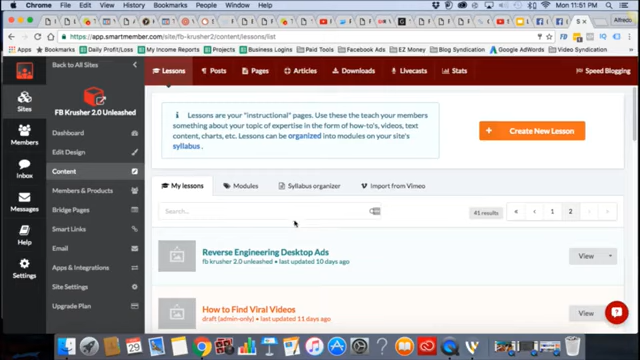 Chrome File Edit View History Bookmarks People Window Help
Mon 11:51 PM
Alfredo
https://app.smartmember.com/site/fb-krusher2/content/lessons/list
Apps Bookmarks Daily Profit/Loss My Income Reports Projects Business Logins Paid Tools Facebook Ads EZ Money Blog Syndication Google AdWords Other Bookmarks
Back to All Sites
Lessons Posts Pages Articles Downloads Livecasts Stats Speed Blogging
Sites
Members
Inbox
Messages
Help
Settings
FB Krusher 2.0 Unleashed
Dashboard
Edit Design
Content
Members & Products
Bridge Pages
Smart Links
Email
Apps & Integrations
Site Settings
Upgrade Plan
Lessons are your "instructional" pages. Use these the teach your members
something about your topic of expertise in the form of how-to's, videos, text
content, charts, etc. Lessons can be organized into modules on your site's
syllabus.
+ Create New Lesson
My lessons Modules Syllabus organizer Import from Vimeo
Search...
41 results
« ‹ 1 2 › »
Reverse Engineering Desktop Ads
fb krusher 2.0 unleashed • last updated 10 days ago
View
How to Find Viral Videos
draft (admin-only) • last updated 11 days ago
View